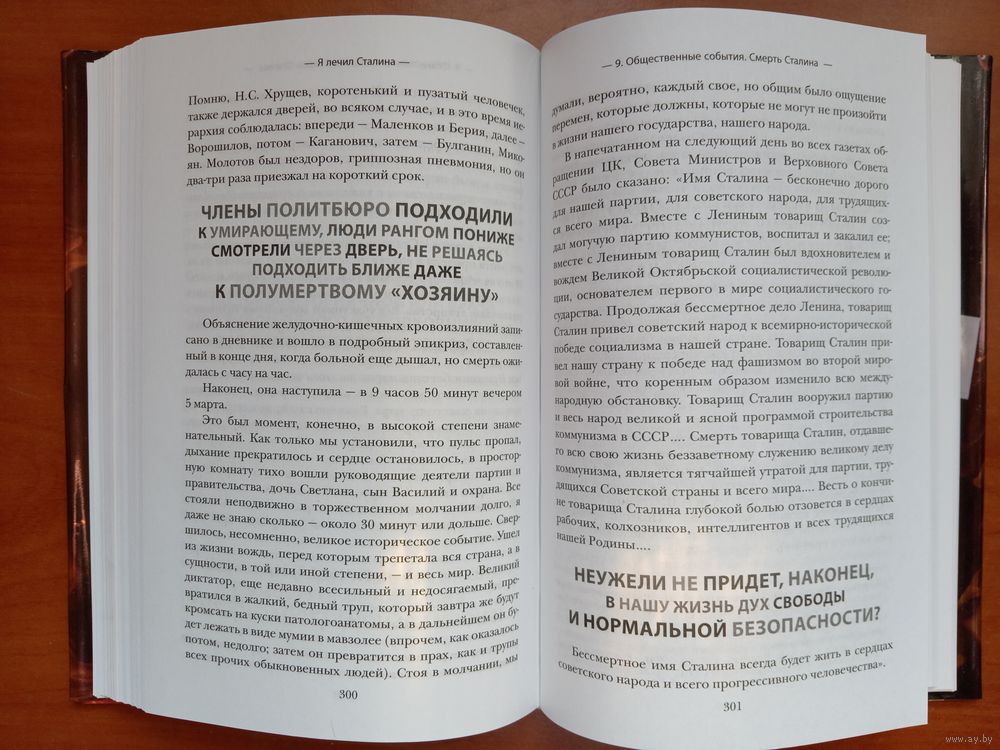 — Я лечил Сталина —
Помню, Н.С. Хрущев, коротенький и пузатый человечек,
также держался дверей, во всяком случае, и в это время ие-
рархия соблюдалась: впереди — Маленков и Берия, далее —
Ворошилов, потом — Каганович, затем — Булганин, Мико-
ян. Молотов был нездоров, гриппозная пневмония, но он
два-три раза приезжал на короткий срок.
ЧЛЕНЫ ПОЛИТБЮРО ПОДХОДИЛИ
К УМИРАЮЩЕМУ, ЛЮДИ РАНГОМ ПОНИЖЕ
СМОТРЕЛИ ЧЕРЕЗ ДВЕРЬ, НЕ РЕШАЯСЬ
ПОДХОДИТЬ БЛИЖЕ ДАЖЕ
К ПОЛУМЕРТВОМУ «ХОЗЯИНУ»
Объяснение желудочно-кишечных кровоизлияний запи-
сано в дневнике и вошло в подробный эпикриз, составлен-
ный в конце дня, когда больной еще дышал, но смерть ожи-
далась с часу на час.
Наконец, она наступила — в 9 часов 50 минут вечером
5 марта.
Это был момент, конечно, в высокой степени знаме-
нательный. Как только мы установили, что пульс пропал,
дыхание прекратилось и сердце остановилось, в простор-
ную комнату тихо вошли руководящие деятели партии и
правительства, дочь Светлана, сын Василий и охрана. Все
стояли неподвижно в торжественном молчании долго, я
даже не знаю сколько — около 30 минут или дольше. Свер-
шилось, несомненно, великое историческое событие. Ушел
из жизни вождь, перед которым трепетала вся страна, а в
сущности, в той или иной степени, — и весь мир. Великий
диктатор, еще недавно всесильный и недосягаемый, пре-
вратился в жалкий, бедный труп, который завтра же будут
кромсать на куски патологоанатомы, а в дальнейшем он бу-
дет лежать в виде мумии в мавзолее (впрочем, как оказалось
потом, недолго; затем он превратится в прах, как и трупы
всех прочих обыкновенных людей). Стоя в молчании, мы
300
— 9. Общественные события. Смерть Сталина —
думали, вероятно, каждый свое, но общим было ощущение
перемен, которые должны, которые не могут не произойти
в жизни нашего государства, нашего народа.
В напечатанном на следующий день во всех газетах об-
ращении ЦК, Совета Министров и Верховного Совета
СССР было сказано: «Имя Сталина – бесконечно дорого
для нашей партии, для советского народа, для трудящих-
ся всего мира. Вместе с Лениным товарищ Сталин соз-
дал могучую партию коммунистов, воспитал и закалил ее;
вместе с Лениным товарищ Сталин был вдохновителем и
вождем Великой Октябрьской социалистической револю-
ции, основателем первого в мире социалистического го-
сударства. Продолжая бессмертное дело Ленина, товарищ
Сталин привел советский народ к всемирно-исторической
победе социализма в нашей стране. Товарищ Сталин при-
вел нашу страну к победе над фашизмом во второй миро-
вой войне, что коренным образом изменило всю между-
народную обстановку. Товарищ Сталин вооружил партию
и весь народ великой и ясной программой строительства
коммунизма в СССР.... Смерть товарища Сталин, отдавше-
го всю свою жизнь беззаветному служению великому делу
коммунизма, является тягчайшей утратой для партии, тру-
дящихся Советской страны и всего мира.... Весть о кончи-
не товарища Сталина глубокой болью отзовется в сердцах
рабочих, колхозников, интеллигентов и всех трудящихся
нашей Родины....
НЕУЖЕЛИ НЕ ПРИДЕТ, НАКОНЕЦ,
В НАШУ ЖИЗНЬ ДУХ СВОБОДЫ
И НОРМАЛЬНОЙ БЕЗОПАСНОСТИ?
Бессмертное имя Сталина всегда будет жить в сердцах
советского народа и всего прогрессивного человечества».
301
www.ay.by